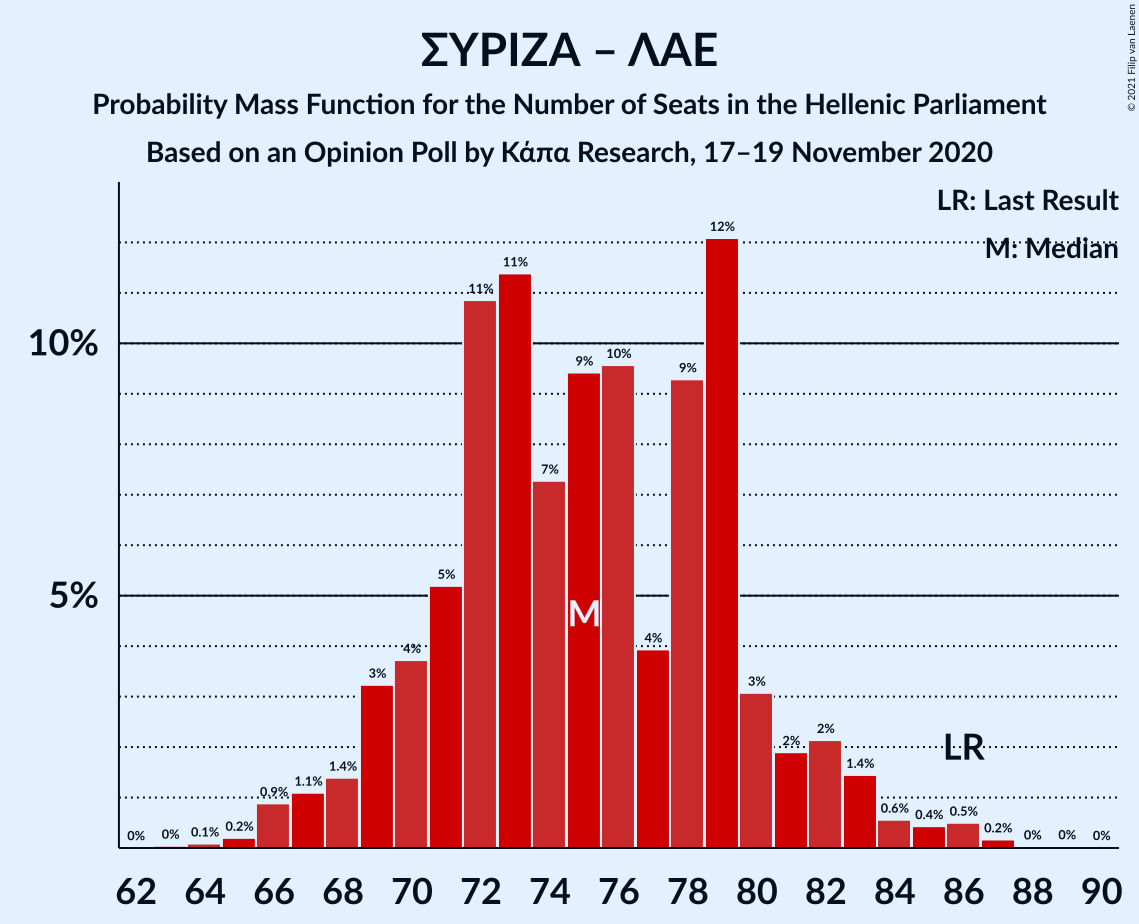 ΣΥΡΙΖΑ – ΛΑΕ
Probability Mass Function for the Number of Seats in the Hellenic Parliament
Based on an Opinion Poll by Κάπα Research, 17–19 November 2020
© 2021 Filip van Laenen
LR: Last Result
M: Median
10%
5%
0% 0% 0.1% 0.2% 0.9% 1.1% 1.4% 3% 4% 5% 11% 11% 7% 9% 10% 4% 9% 12% 3% 2% 2% 1.4% 0.6% 0.4% 0.5% 0.2% 0% 0% 0%
M
LR
62 64 66 68 70 72 74 76 78 80 82 84 86 88 90